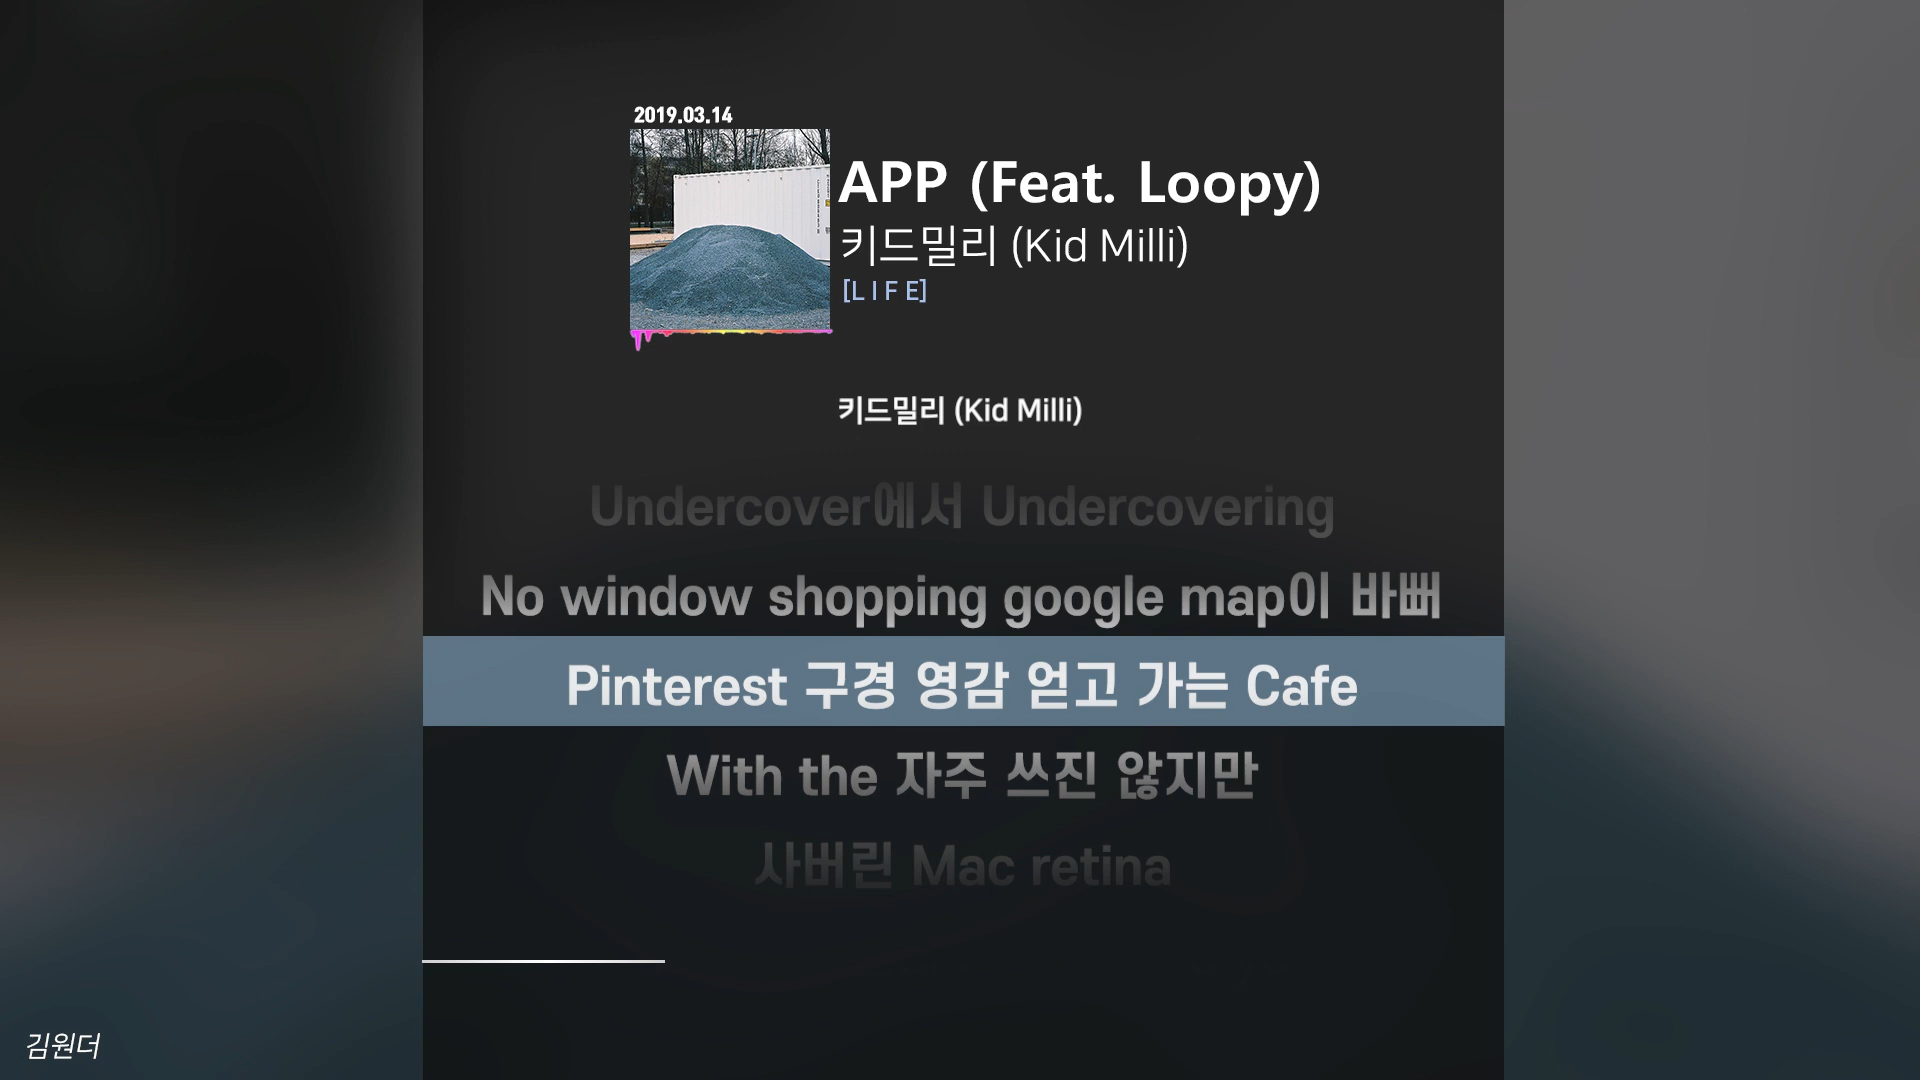 2019.03.14
APP (Feat. Loopy)
키드밀리 (Kid Milli)
[L I F E]
키드밀리 (Kid Milli)
Undercover에서 Undercovering
No window shopping google map이 바뻐
Pinterest 구경 영감 얻고 가는 Cafe
With the 자주 쓰진 않지만
사버린 Mac retina
김원더